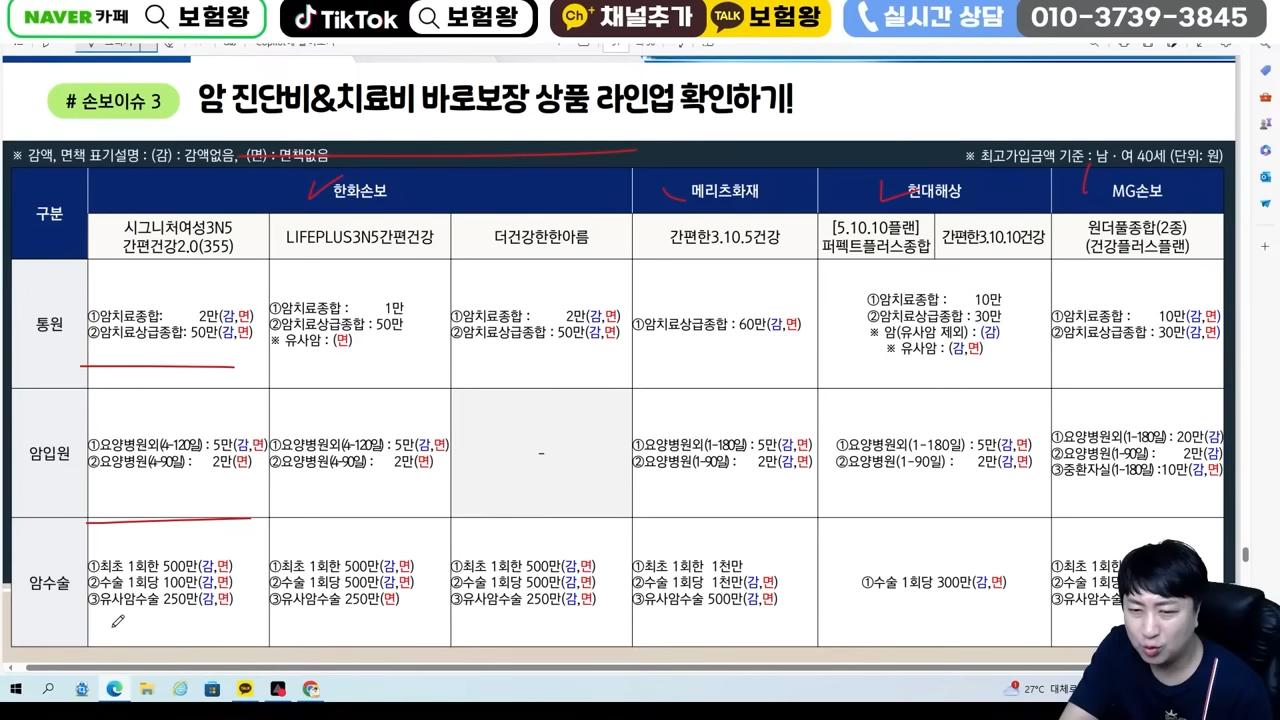 NAVER 카페 보험왕
TikTok 보험왕
Ch+ 채널추가 TALK 보험왕
실시간 상담 010-3739-3845
# 손보이슈 3
암 진단비&치료비 바로보장 상품 라인업 확인하기!
※ 감액, 면책 표기설명 : (감) : 감액없음, (면) : 면책없음
※ 최고가입금액 기준 : 남 · 여 40세 (단위: 원)
구분
한화손보
메리츠화재
현대해상
MG손보
시그니처여성3N5
간편건강2.0(355)
LIFEPLUS3N5간편건강
더건강한한아름
간편한3.10.5건강
[5.10.10플랜]
퍼펙트플러스종합
간편한3.10.10건강
원더풀종합(2종)
(건강플러스플랜)
통원
①암치료종합: 2만(감,면)
②암치료상급종합: 50만(감,면)
①암치료종합 : 1만
②암치료상급종합 : 50만
※ 유사암 : (면)
①암치료종합 : 2만(감,면)
②암치료상급종합 : 50만(감,면)
①암치료상급종합 : 60만(감,면)
①암치료종합 : 10만
②암치료상급종합 : 30만
※ 암(유사암 제외) : (감)
※ 유사암 : (감,면)
①암치료종합 : 10만(감,면)
②암치료상급종합 : 30만(감,면)
암입원
①요양병원외(4-120일) : 5만(감,면)
②요양병원(4-90일) : 2만(면)
①요양병원외(4-120일) : 5만(감,면)
②요양병원(4-90일) : 2만(면)
-
①요양병원외(1-180일) : 5만(감,면)
②요양병원(1-90일) : 2만(감,면)
①요양병원외(1-180일) : 5만(감,면)
②요양병원(1-90일) : 2만(감,면)
①요양병원외(1-180일) : 20만(감)
②요양병원(1-90일) : 2만(감)
③중환자실(1-180일) :10만(감,면)
암수술
①최초 1회한 500만(감,면)
②수술 1회당 100만(감,면)
③유사암수술 250만(감,면)
①최초 1회한 500만(감,면)
②수술 1회당 500만(감,면)
③유사암수술 250만(면)
①최초 1회한 500만(감,면)
②수술 1회당 500만(감,면)
③유사암수술 250만(감,면)
①최초 1회한 1천만
②수술 1회당 1천만(감,면)
③유사암수술 500만(감,면)
①수술 1회당 300만(감,면)
①최초 1회
②수술 1회당
③유사암수술
27°C